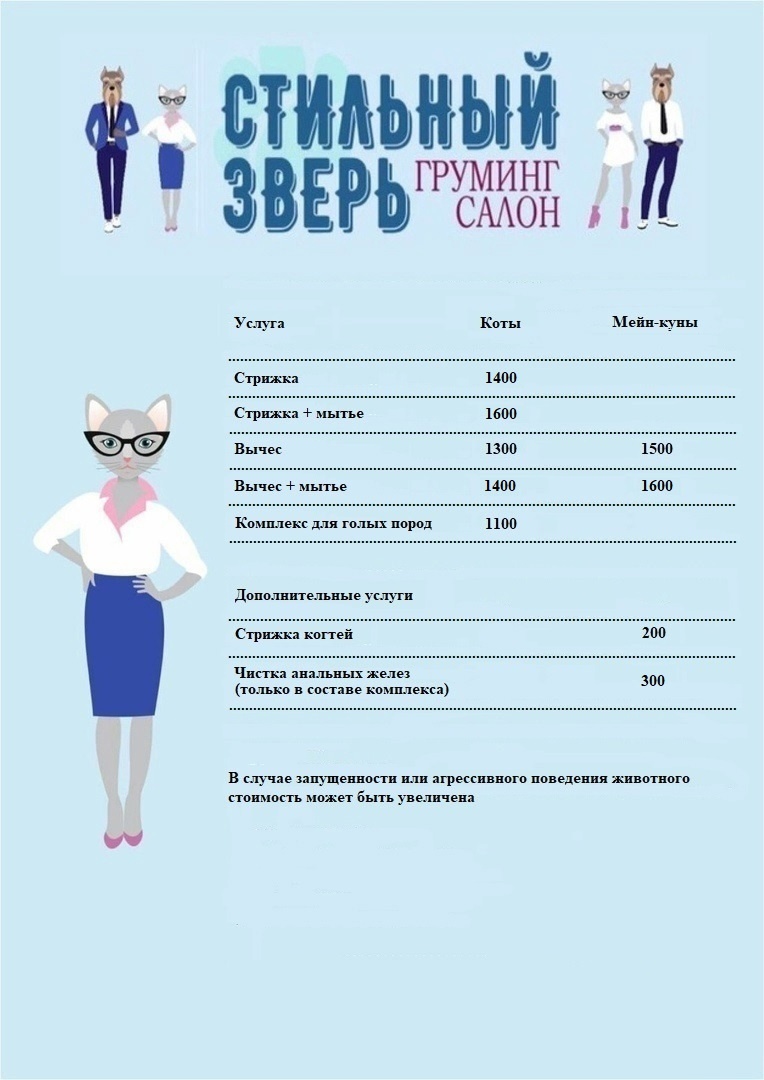 СТИЛЬНЫЙ
ЗВЕРЬ ГРУМИНГ
САЛОН
Услуга Коты Мейн-куны
Стрижка 1400
Стрижка + мытье 1600
Вычес 1300 1500
Вычес + мытье 1400 1600
Комплекс для голых пород 1100
Дополнительные услуги
Стрижка когтей 200
Чистка анальных желез
(только в составе комплекса) 300
В случае запущенности или агрессивного поведения животного
стоимость может быть увеличена